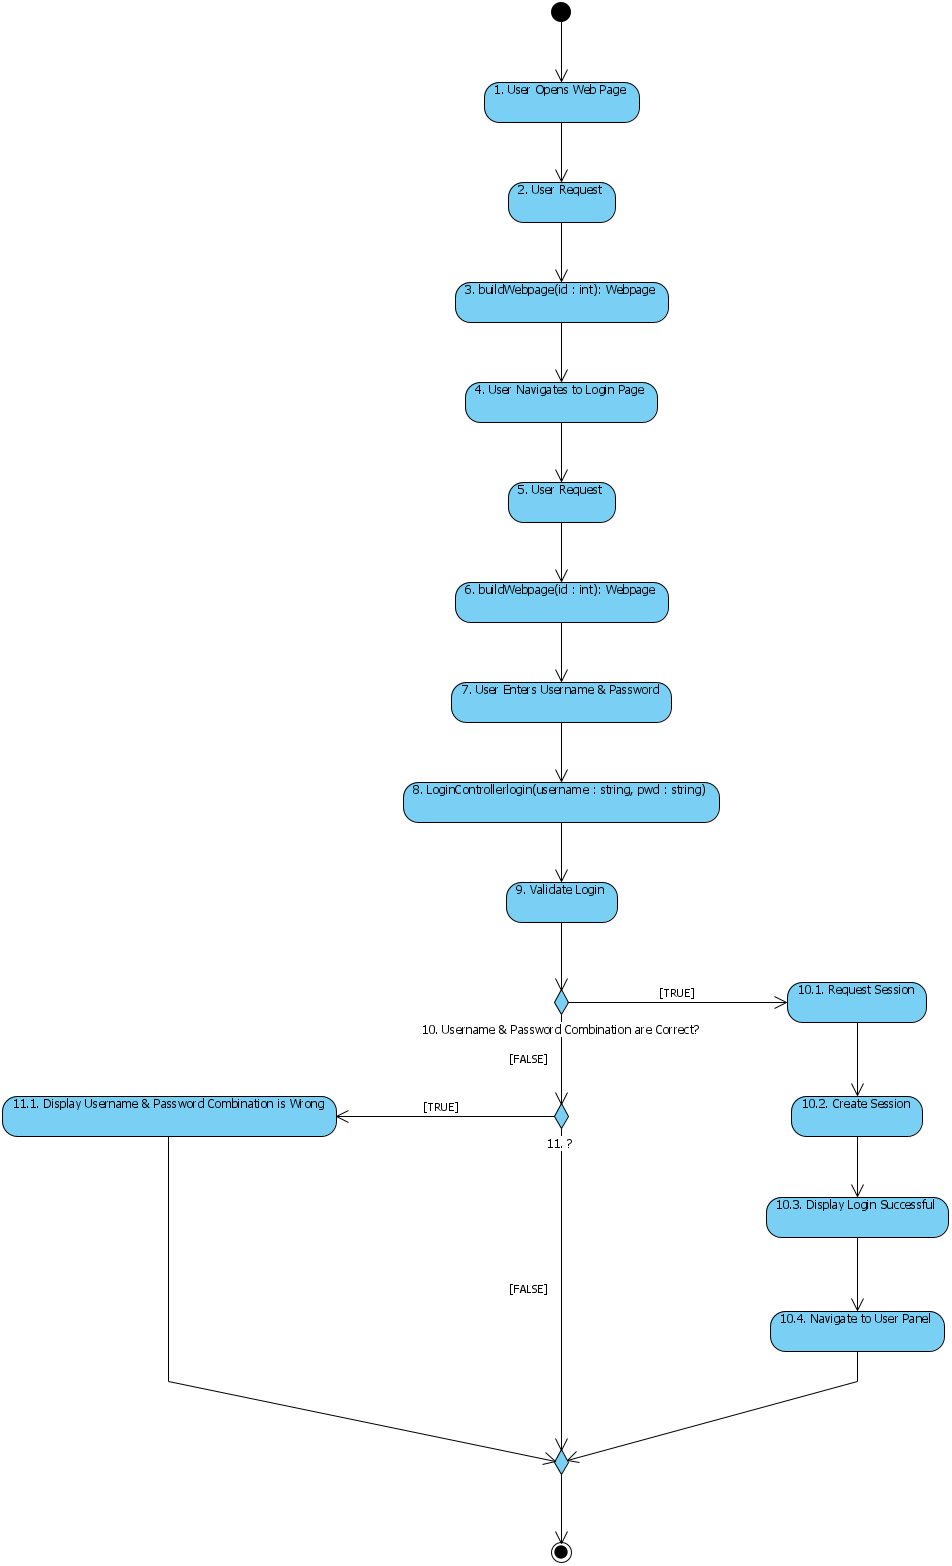 1. User Opens Web Page
2. User Request
3. buildWebpage(id : int): Webpage
4. User Navigates to Login Page
5. User Request
6. buildWebpage(id : int): Webpage
7. User Enters Username & Password
8. LoginControllerlogin(username : string, pwd : string)
9. Validate Login
[TRUE]
10.1. Request Session
10. Username & Password Combination are Correct?
[FALSE]
11.1. Display Username & Password Combination is Wrong
[TRUE]
10.2. Create Session
11. ?
10.3. Display Login Successful
[FALSE]
10.4. Navigate to User Panel